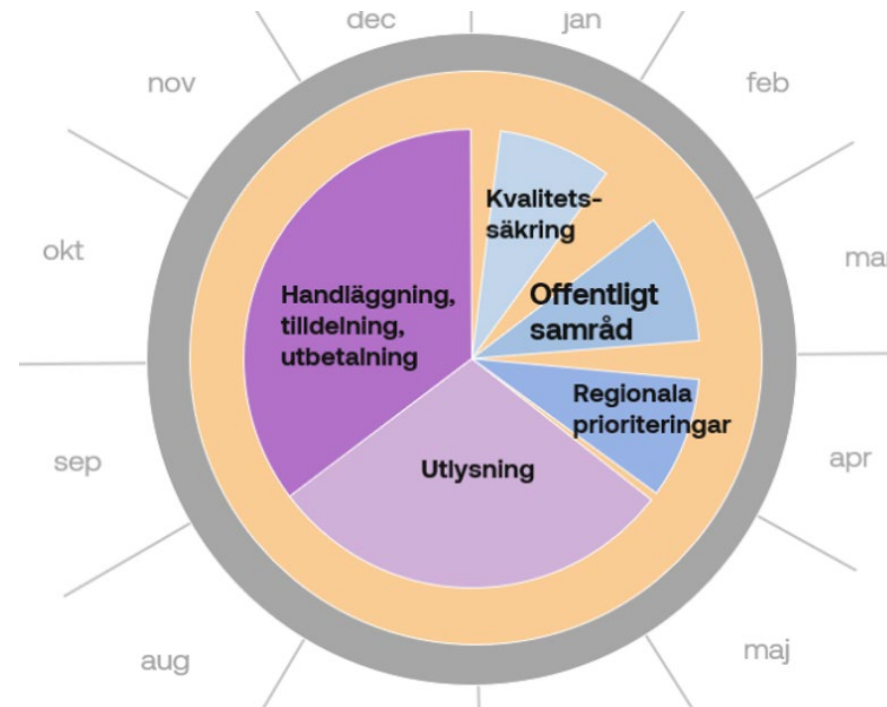 dec
jan
nov
feb
Kvalitets-
säkring
okt
mar
Handläggning,
tilldelning,
utbetalning
Offentligt
samråd
Regionala
prioriteringar
sep
Utlysning
apr
aug
maj